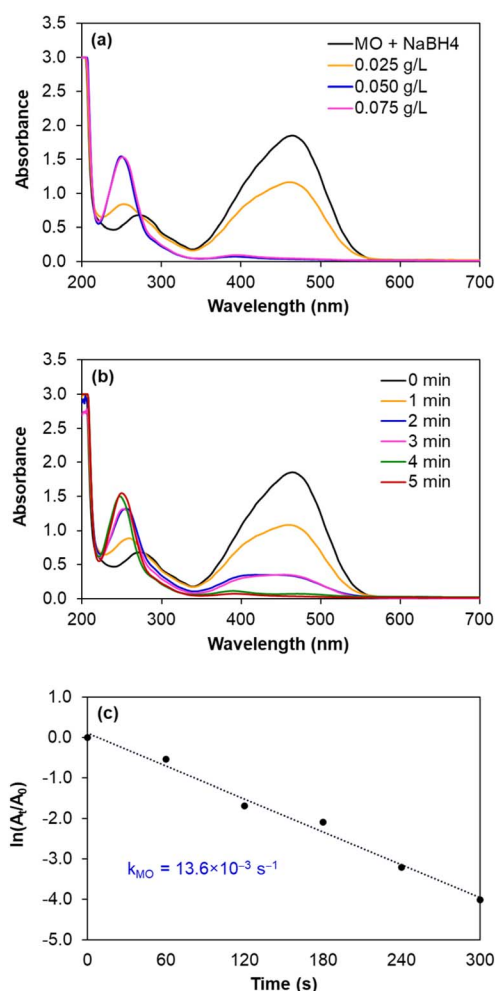 (a)
MO + NaBH4
0.025 g/L
0.050 g/L
0.075 g/L
3.5
3.0
2.5
2.0
1.5
1.0
0.5
0.0
Absorbance
200 300 400 500 600 700
Wavelength (nm)
(b)
0 min
1 min
2 min
3 min
4 min
5 min
3.5
3.0
2.5
2.0
1.5
1.0
0.5
0.0
Absorbance
200 300 400 500 600 700
Wavelength (nm)
(c)
1.0
0.0
-1.0
-2.0
-3.0
-4.0
-5.0
ln(Aₜ/A₀)
k_MO = 13.6×10⁻³ s⁻¹
0 60 120 180 240 300
Time (s)